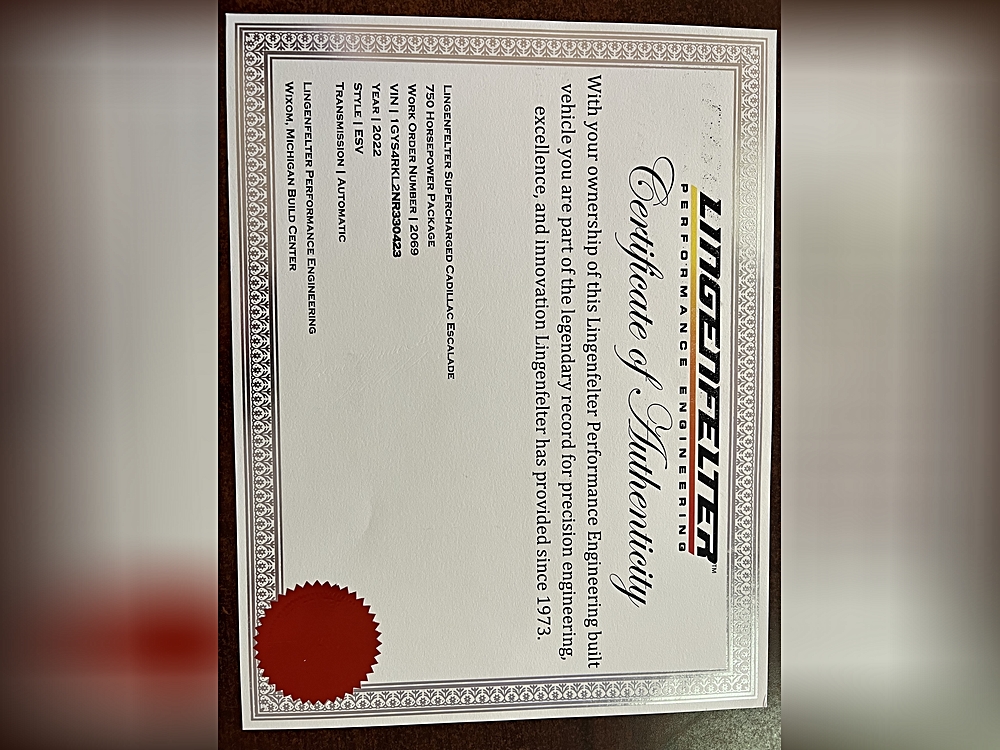 LINGENFELTER™
PERFORMANCE ENGINEERING
Certificate of Authenticity
With your ownership of this Lingenfelter Performance Engineering built
vehicle you are part of the legendary record for precision engineering,
excellence, and innovation Lingenfelter has provided since 1973.
LINGENFELTER SUPERCHARGED CADILLAC ESCALADE
750 HORSEPOWER PACKAGE
WORK ORDER NUMBER | 2069
VIN | 1GYS4RKL2NR330423
YEAR | 2022
STYLE | ESV
TRANSMISSION | AUTOMATIC
LINGENFELTER PERFORMANCE ENGINEERING
WIXOM, MICHIGAN BUILD CENTER